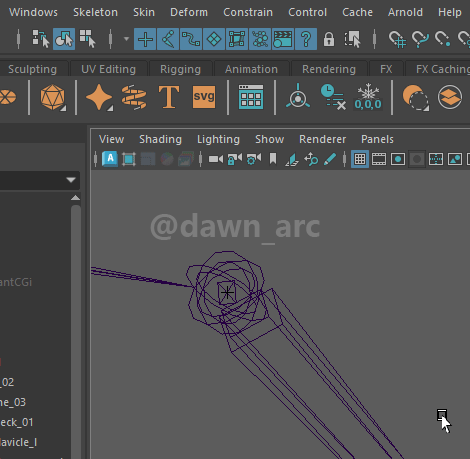 Windows Skeleton Skin Deform Constrain Control Cache Arnold Help
Sculpting UV Editing Rigging Animation Rendering FX FX Caching
T SVG 0,0,0
View Shading Lighting Show Renderer Panels
A
@dawn_arc
antCGi
_02
ne_03
eck_01
lavicle_l